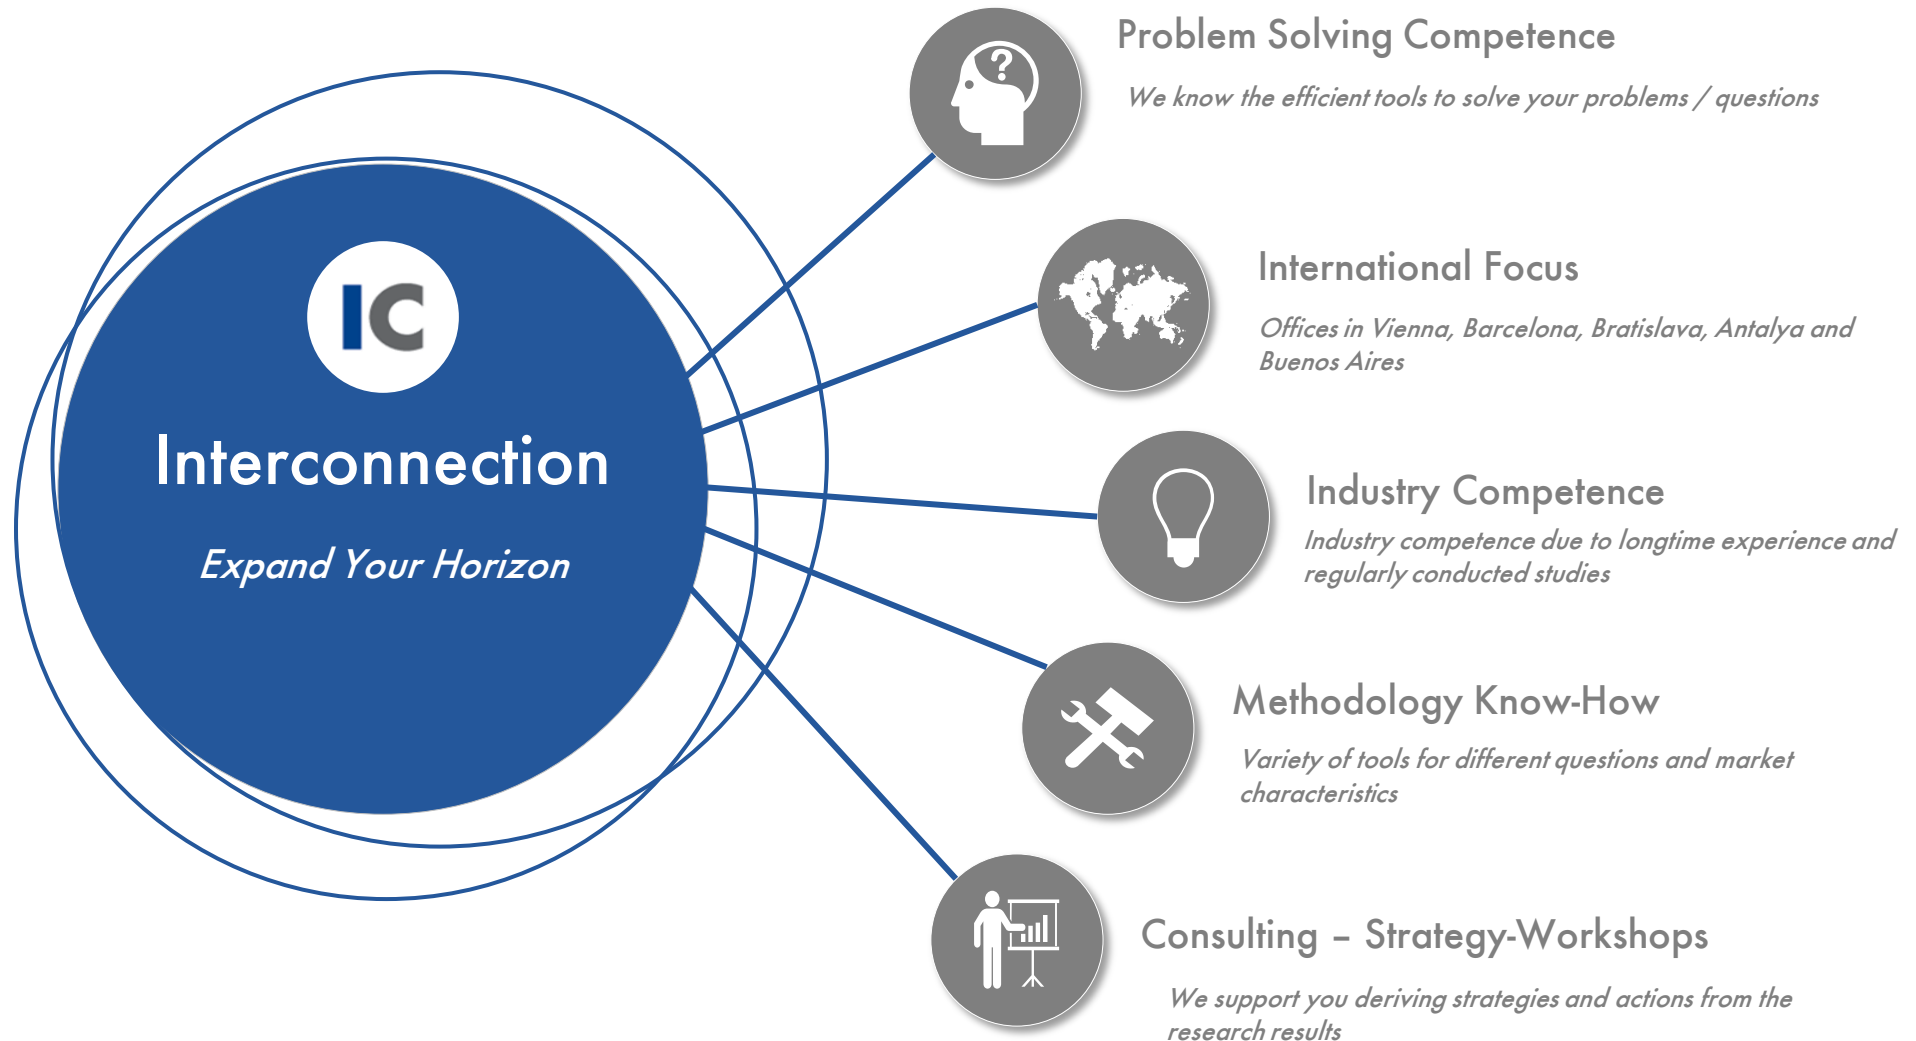 IC
Interconnection
Expand Your Horizon
?
Problem Solving Competence
We know the efficient tools to solve your problems / questions
International Focus
Offices in Vienna, Barcelona, Bratislava, Antalya and
Buenos Aires
Industry Competence
Industry competence due to longtime experience and
regularly conducted studies
Methodology Know-How
Variety of tools for different questions and market
characteristics
Consulting – Strategy-Workshops
We support you deriving strategies and actions from the
research results